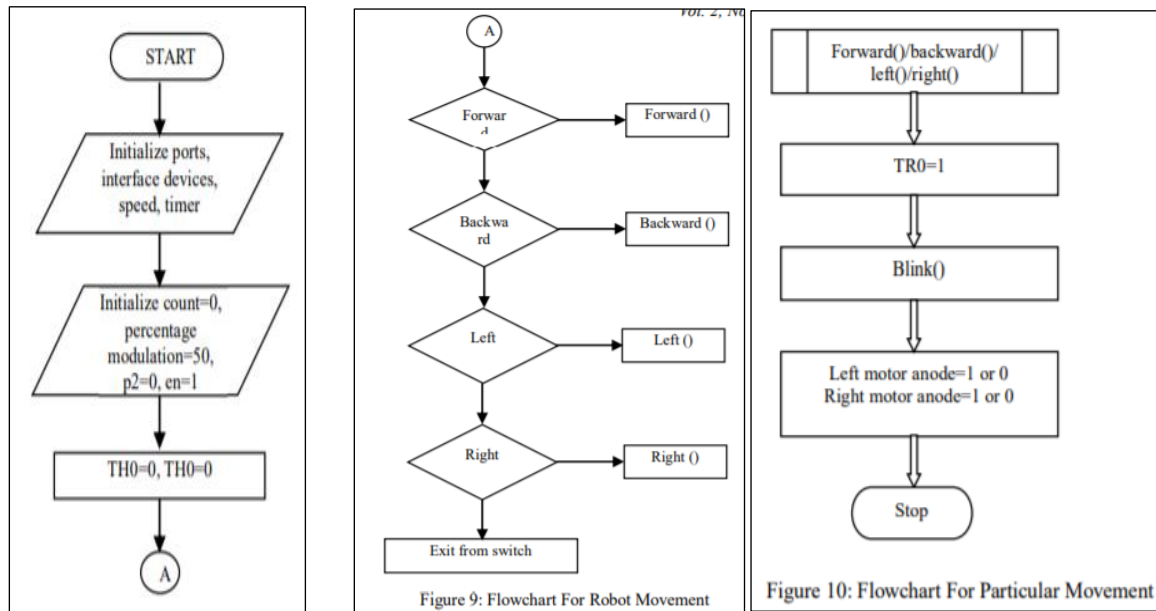 START
Initialize ports,
interface devices,
speed, timer
Initialize count=0,
percentage
modulation=50,
p2=0, en=1
TH0=0, TH0=0
A
Vol. 2, No
A
Forwar
d
Forward ()
Backwa
rd
Backward ()
Left
Left ()
Right
Right ()
Exit from switch
Figure 9: Flowchart For Robot Movement
Forward()/backward()/
left()/right()
TR0=1
Blink()
Left motor anode=1 or 0
Right motor anode=1 or 0
Stop
Figure 10: Flowchart For Particular Movement